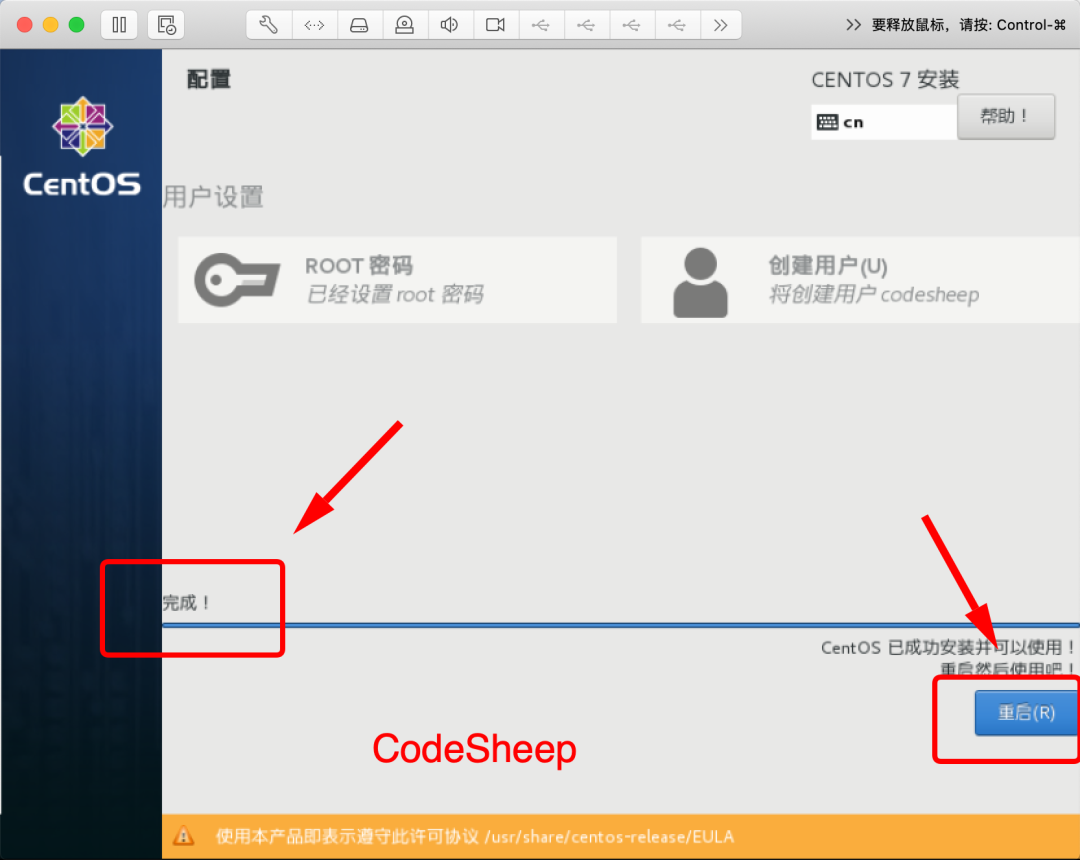 要释放鼠标，请按: Control-⌘
配置
CENTOS 7 安装
cn
帮助！
CentOS
用户设置
ROOT 密码
已经设置 root 密码
创建用户(U)
将创建用户 codesheep
完成！
CentOS 已成功安装并可以使用！
重启然后使用吧！
重启(R)
CodeSheep
使用本产品即表示遵守此许可协议 /usr/share/centos-release/EULA